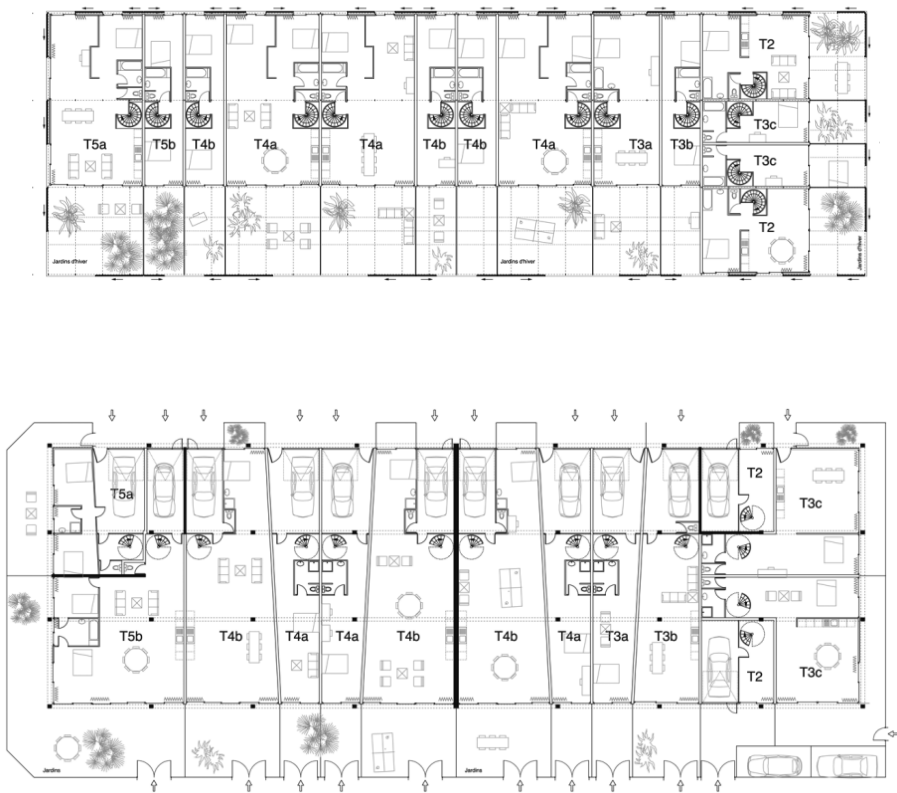 T2
T5a T5b T4b T4a T4a T4b T4b T4a T3a T3b T3c
T3c
T2
Jardins d'hiver Jardins d'hiver Jardins d'hiver
T5a T2 T3c
T5b T4b T4a T4a T4b T4b T4a T3a T3b T2 T3c
Jardins Jardins